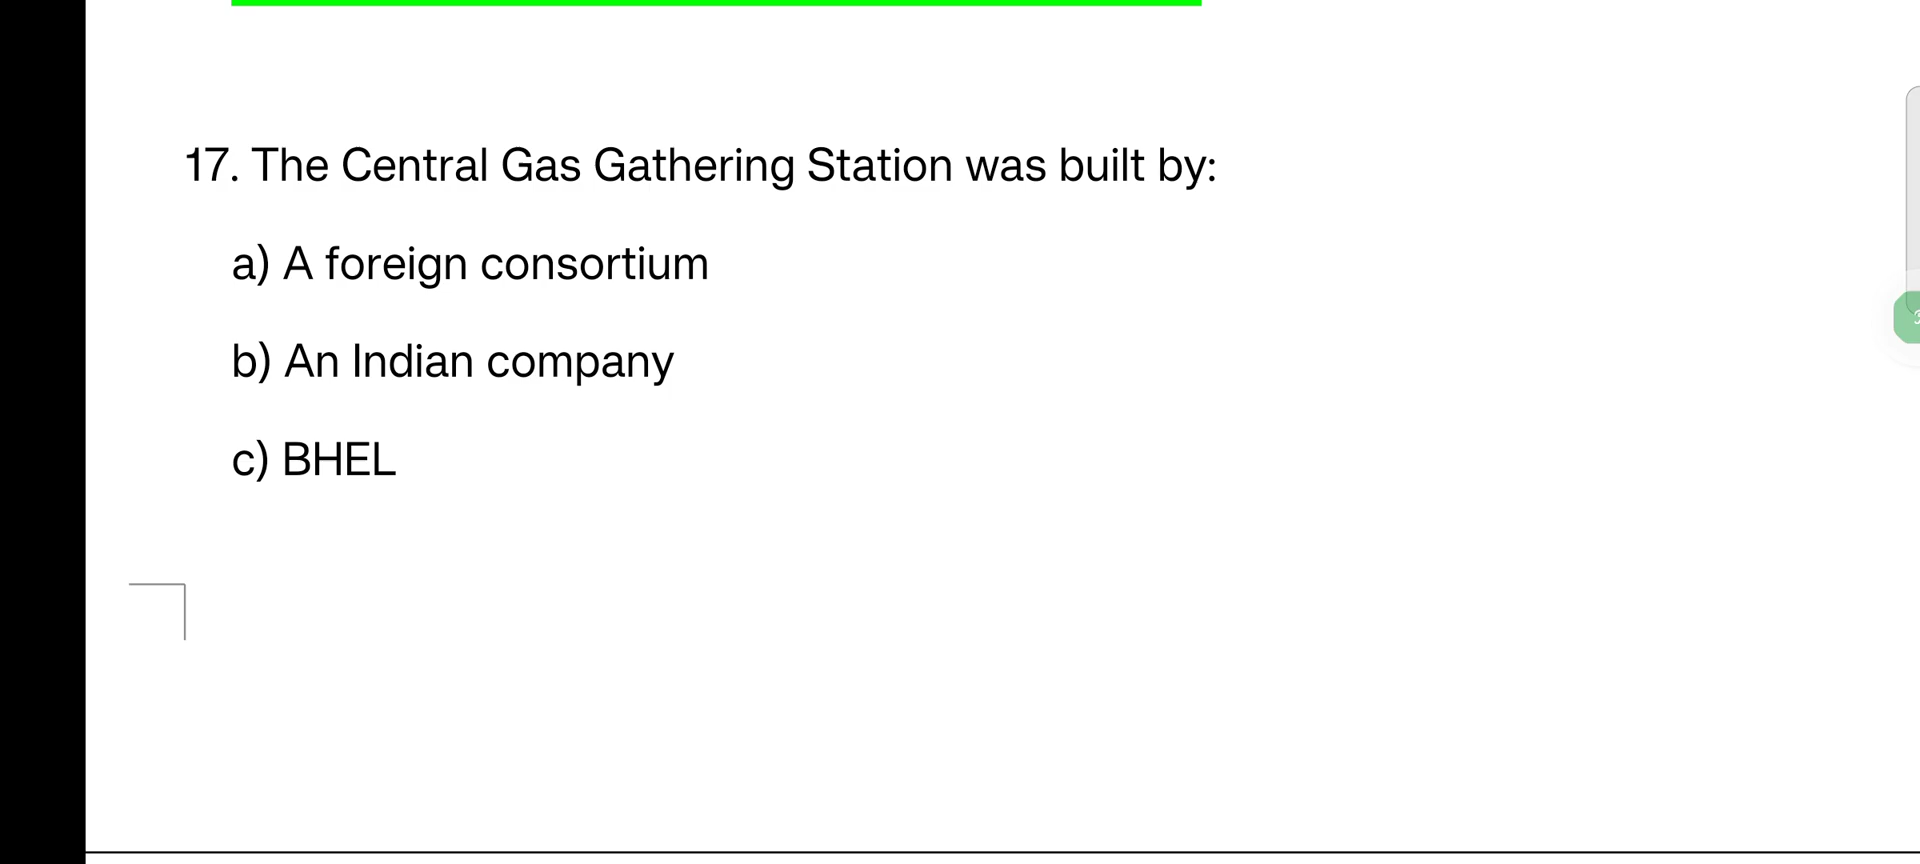 17. The Central Gas Gathering Station was built by:
a) A foreign consortium
b) An Indian company
c) BHEL